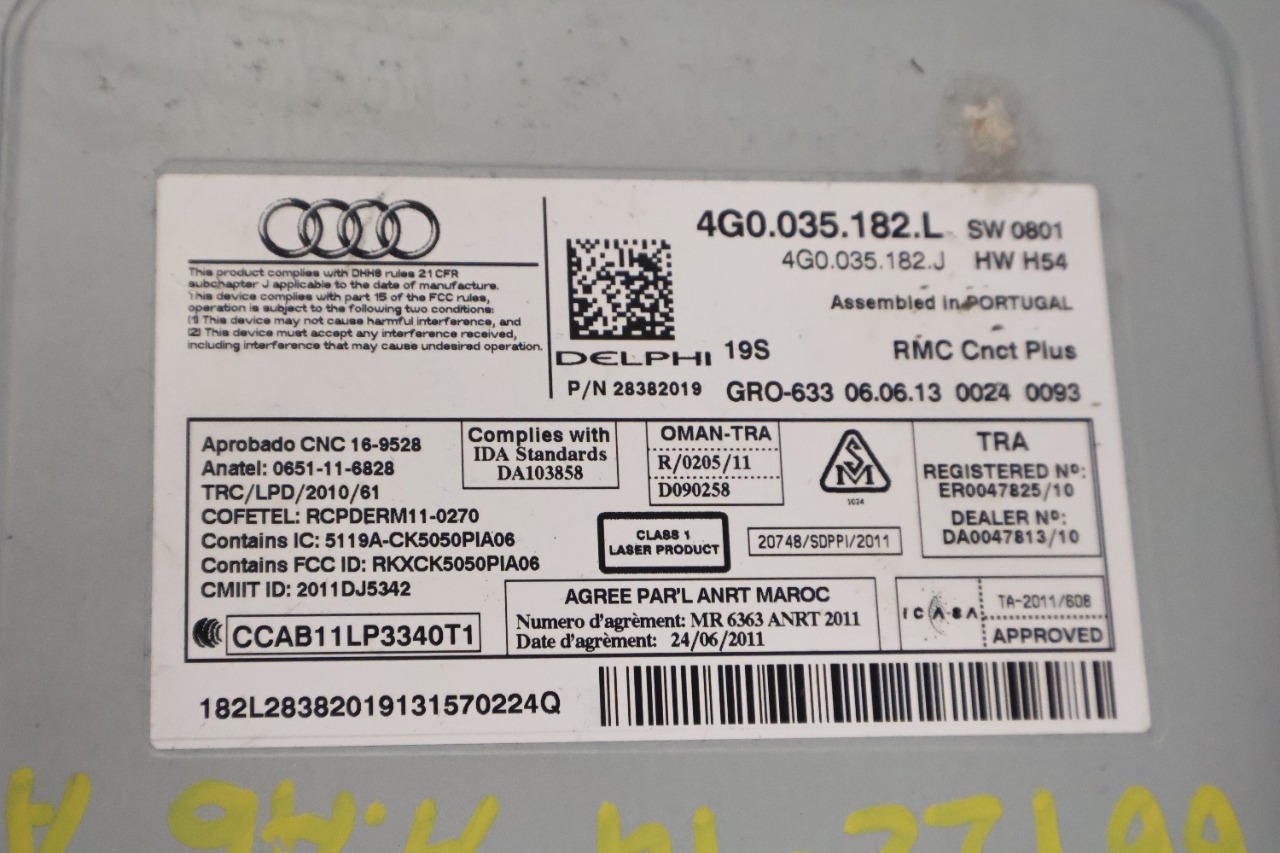 This product complies with DHHS rules 21 CFR
subchapter J applicable to the date of manufacture.
This device complies with part 15 of the FCC rules,
operation is subject to the following two conditions:
(1) This device may not cause harmful interference, and
(2) This device must accept any interference received,
including interference that may cause undesired operation.
DELPHI 19S
P/N 28382019
4G0.035.182.L SW 0801
4G0.035.182.J HW H54
Assembled in PORTUGAL
RMC Cnct Plus
GRO-633 06.06.13 0024 0093
Aprobado CNC 16-9528
Anatel: 0651-11-6828
TRC/LPD/2010/61
COFETEL: RCPDERM11-0270
Contains IC: 5119A-CK5050PIA06
Contains FCC ID: RKXCK5050PIA06
CMIIT ID: 2011DJ5342
CCAB11LP3340T1
Complies with
IDA Standards
DA103858
OMAN-TRA
R/0205/11
D090258
SM
1024
TRA
REGISTERED Nº:
ER0047825/10
DEALER Nº:
DA0047813/10
CLASS 1
LASER PRODUCT
20748/SDPPI/2011
AGREE PAR'L ANRT MAROC
Numero d'agrèment: MR 6363 ANRT 2011
Date d'agrèment: 24/06/2011
ICASA
TA-2011/608
APPROVED
182L28382019131570224Q